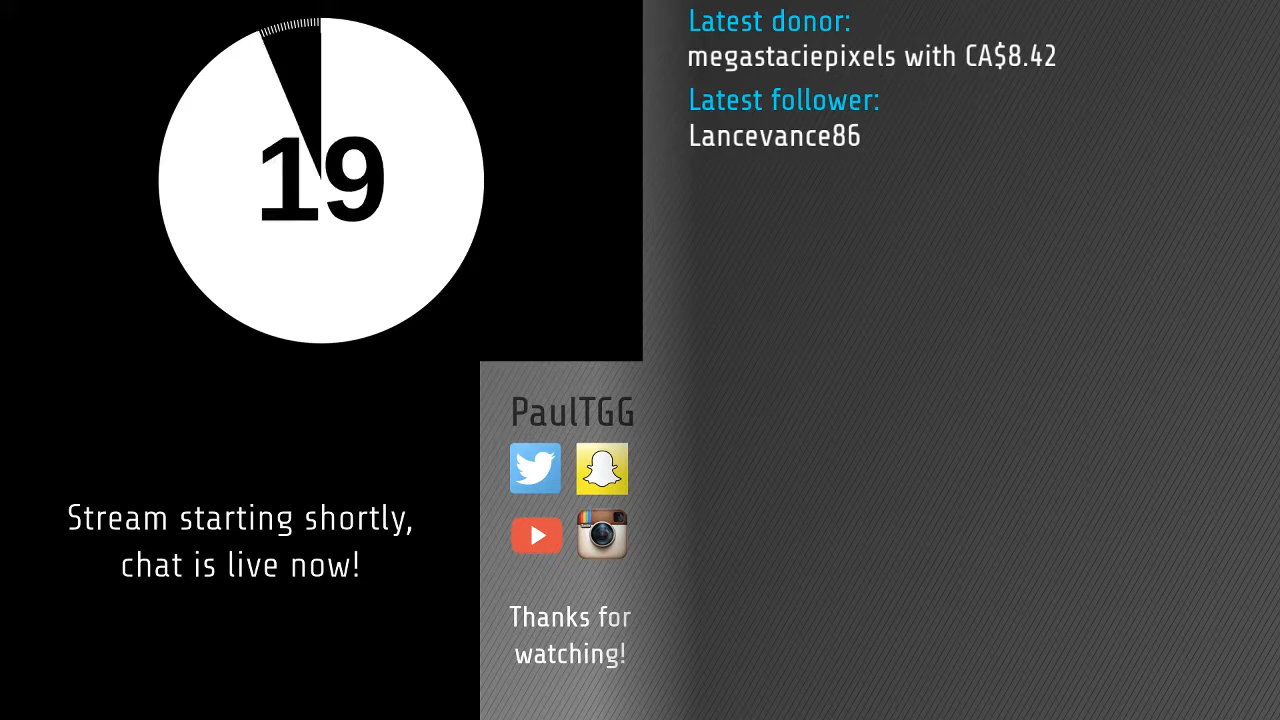 19
Stream starting shortly,
chat is live now!
PaulTGG
Thanks for
watching!
Latest donor:
megastaciepixels with CA$8.42
Latest follower:
Lancevance86